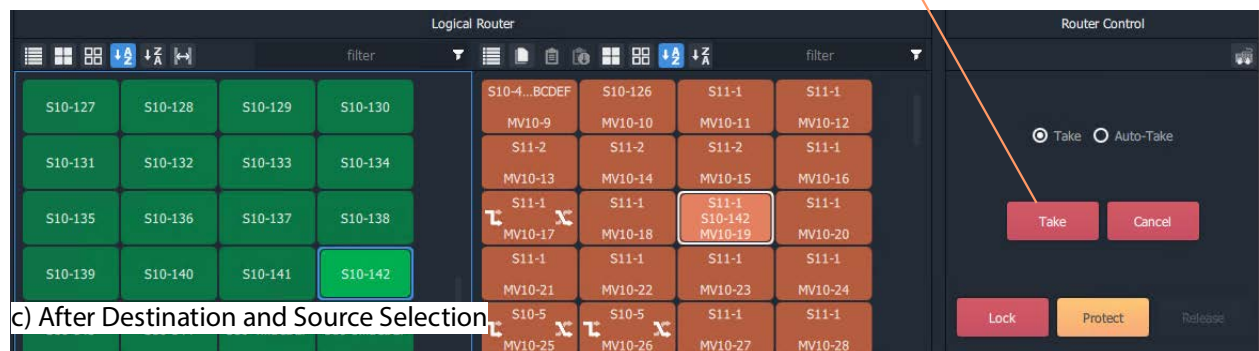 Logical Router
Router Control
filter
filter
S10-127 S10-128 S10-129 S10-130
S10-131 S10-132 S10-133 S10-134
S10-135 S10-136 S10-137 S10-138
S10-139 S10-140 S10-141 S10-142
S10-4...BCDEF S10-126 S11-1 S11-1
MV10-9 MV10-10 MV10-11 MV10-12
S11-2 S11-2 S11-2 S11-1
MV10-13 MV10-14 MV10-15 MV10-16
S11-1 S11-1 S11-1 S11-1
S10-142
MV10-17 MV10-18 MV10-19 MV10-20
S11-1 S11-1 S11-1 S11-1
MV10-21 MV10-22 MV10-23 MV10-24
S10-5 S10-5 S11-1 S11-1
MV10-25 MV10-26 MV10-27 MV10-28
Take Auto-Take
Take Cancel
Lock Protect Release
c) After Destination and Source Selection